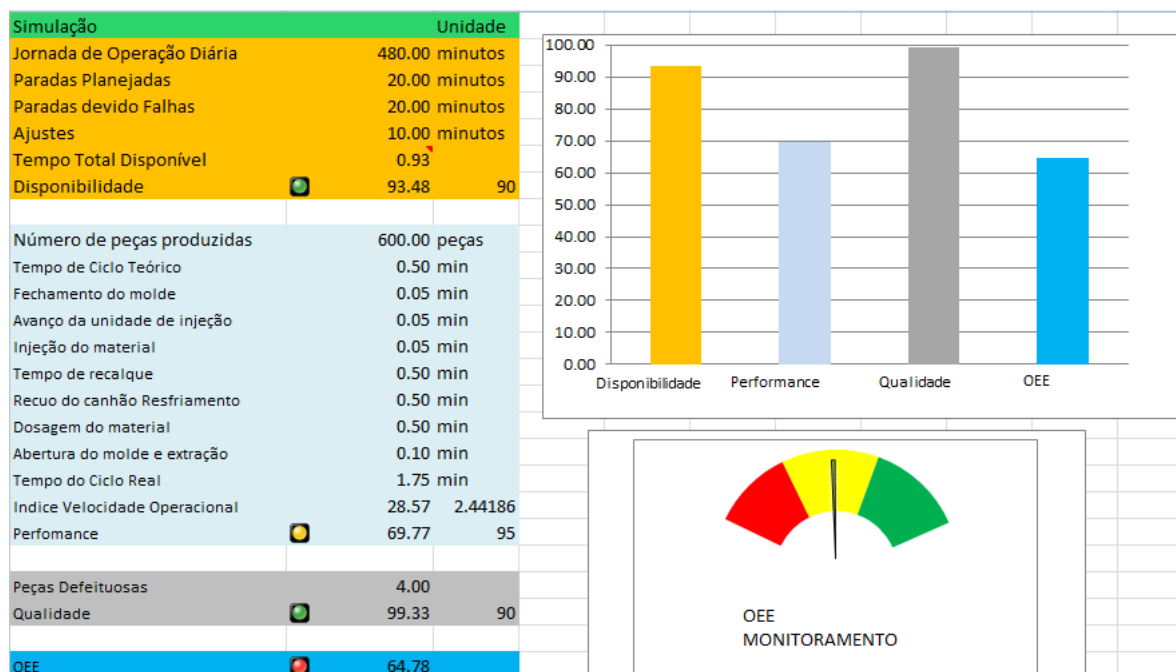 Simulação Unidade
Jornada de Operação Diária 480.00 minutos
Paradas Planejadas 20.00 minutos
Paradas devido Falhas 20.00 minutos
Ajustes 10.00 minutos
Tempo Total Disponível 0.93
Disponibilidade 93.48 90
Número de peças produzidas 600.00 peças
Tempo de Ciclo Teórico 0.50 min
Fechamento do molde 0.05 min
Avanço da unidade de injeção 0.05 min
Injeção do material 0.05 min
Tempo de recalque 0.50 min
Recuo do canhão Resfriamento 0.50 min
Dosagem do material 0.50 min
Abertura do molde e extração 0.10 min
Tempo do Ciclo Real 1.75 min
Indice Velocidade Operacional 28.57 2.44186
Perfomance 69.77 95
Peças Defeituosas 4.00
Qualidade 99.33 90
OEE 64.78
100.00
90.00
80.00
70.00
60.00
50.00
40.00
30.00
20.00
10.00
0.00
Disponibilidade Performance Qualidade OEE
OEE
MONITORAMENTO